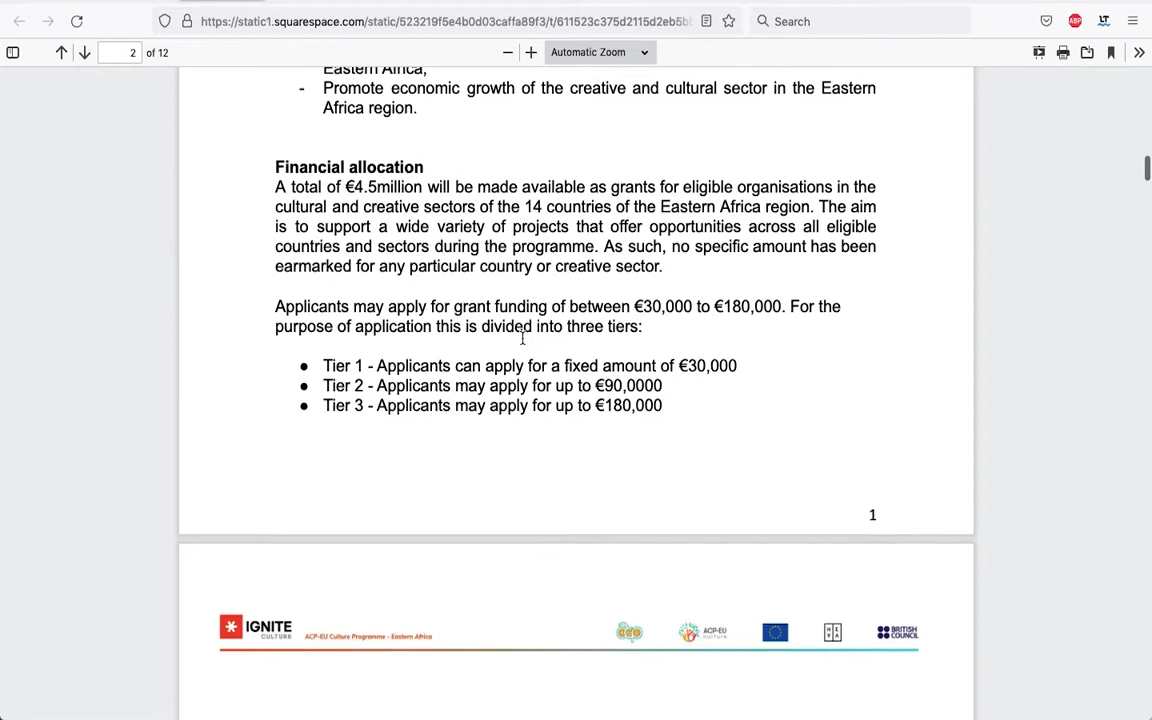 https://static1.squarespace.com/static/523219f5e4b0d03caffa89f3/t/611523c375d2115d2eb5b
Search
ABP
LT
2 of 12
Automatic Zoom
Eastern Africa;
- Promote economic growth of the creative and cultural sector in the Eastern
Africa region.
Financial allocation
A total of €4.5million will be made available as grants for eligible organisations in the
cultural and creative sectors of the 14 countries of the Eastern Africa region. The aim
is to support a wide variety of projects that offer opportunities across all eligible
countries and sectors during the programme. As such, no specific amount has been
earmarked for any particular country or creative sector.
Applicants may apply for grant funding of between €30,000 to €180,000. For the
purpose of application this is divided into three tiers:
● Tier 1 - Applicants can apply for a fixed amount of €30,000
● Tier 2 - Applicants may apply for up to €90,0000
● Tier 3 - Applicants may apply for up to €180,000
1
IGNITE
CULTURE
ACP-EU Culture Programme - Eastern Africa
ACP-EU
Culture
HEVA
BRITISH
COUNCIL